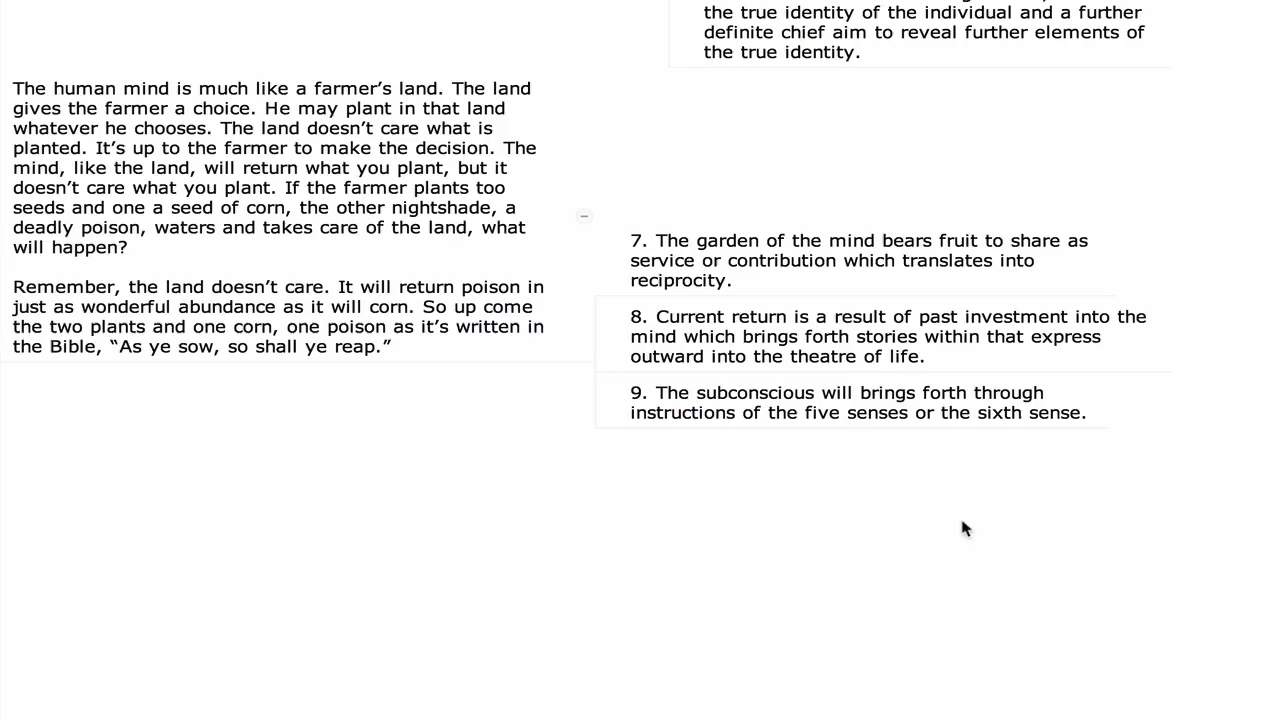 the true identity of the individual and a further
definite chief aim to reveal further elements of
the true identity.
The human mind is much like a farmer’s land. The land
gives the farmer a choice. He may plant in that land
whatever he chooses. The land doesn’t care what is
planted. It’s up to the farmer to make the decision. The
mind, like the land, will return what you plant, but it
doesn’t care what you plant. If the farmer plants too
seeds and one a seed of corn, the other nightshade, a
deadly poison, waters and takes care of the land, what
will happen?
Remember, the land doesn’t care. It will return poison in
just as wonderful abundance as it will corn. So up come
the two plants and one corn, one poison as it’s written in
the Bible, “As ye sow, so shall ye reap.”
7. The garden of the mind bears fruit to share as
service or contribution which translates into
reciprocity.
8. Current return is a result of past investment into the
mind which brings forth stories within that express
outward into the theatre of life.
9. The subconscious will brings forth through
instructions of the five senses or the sixth sense.